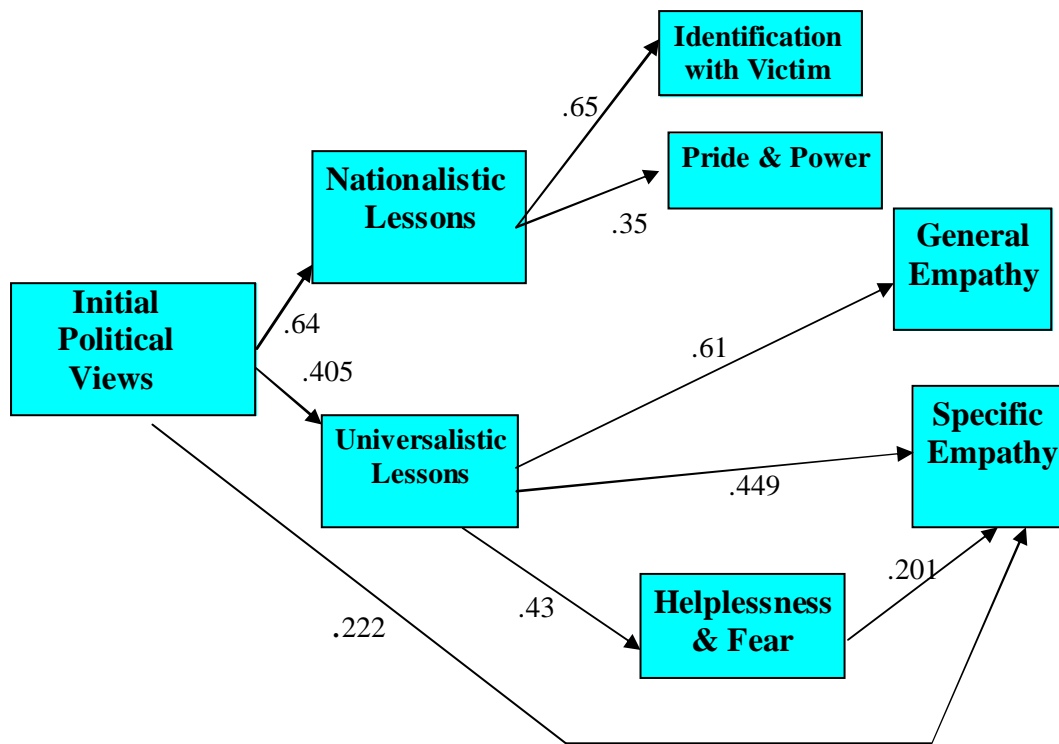 Identification
with Victim
.65
Pride & Power
Nationalistic
Lessons
.35
General
Empathy
Initial
Political
Views
.64
.61
.405
Specific
Empathy
Universalistic
Lessons
.449
.201
.43
Helplessness
& Fear
.222